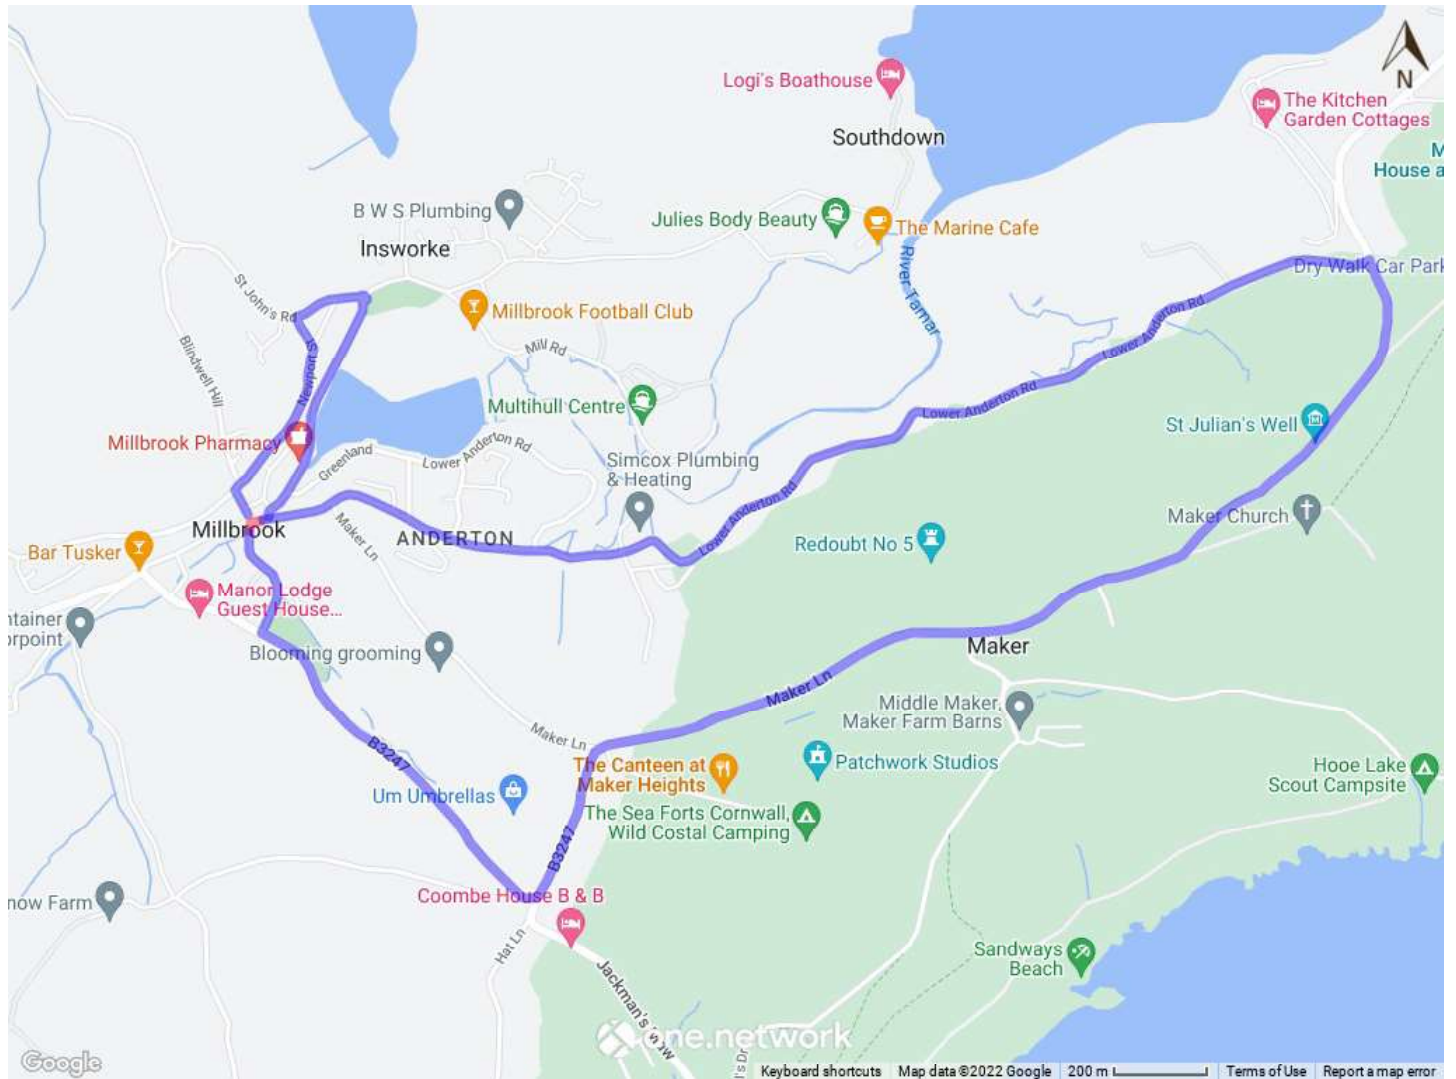 N
Logi's Boathouse
The Kitchen
Garden Cottages
Southdown
M
House a
B W S Plumbing
Julies Body Beauty
The Marine Cafe
Insworke
Dry Walk Car Park
St John's Rd
River Tamar
Millbrook Football Club
Lower Anderton Rd
Blindwell Hill
Newport St
Mill Rd
Multihull Centre
Lower Anderton Rd
St Julian's Well
Millbrook Pharmacy
Greenland
Lower Anderton Rd
Simcox Plumbing
& Heating
Lower Anderton Rd
Maker Church
Millbrook
Maker Ln
ANDERTON
Redoubt No 5
Bar Tusker
Manor Lodge
Guest House...
ntainer
orpoint
Blooming grooming
Maker
Maker Ln
Middle Maker,
Maker Farm Barns
B3247
Maker Ln
The Canteen at
Maker Heights
Patchwork Studios
Hooe Lake
Scout Campsite
Um Umbrellas
The Sea Forts Cornwall,
Wild Costal Camping
B3247
Coombe House B & B
now Farm
Hat Ln
Sandways
Beach
Jackman's
one.network
l's Dr
Google
Keyboard shortcuts Map data ©2022 Google 200 m Terms of Use Report a map error